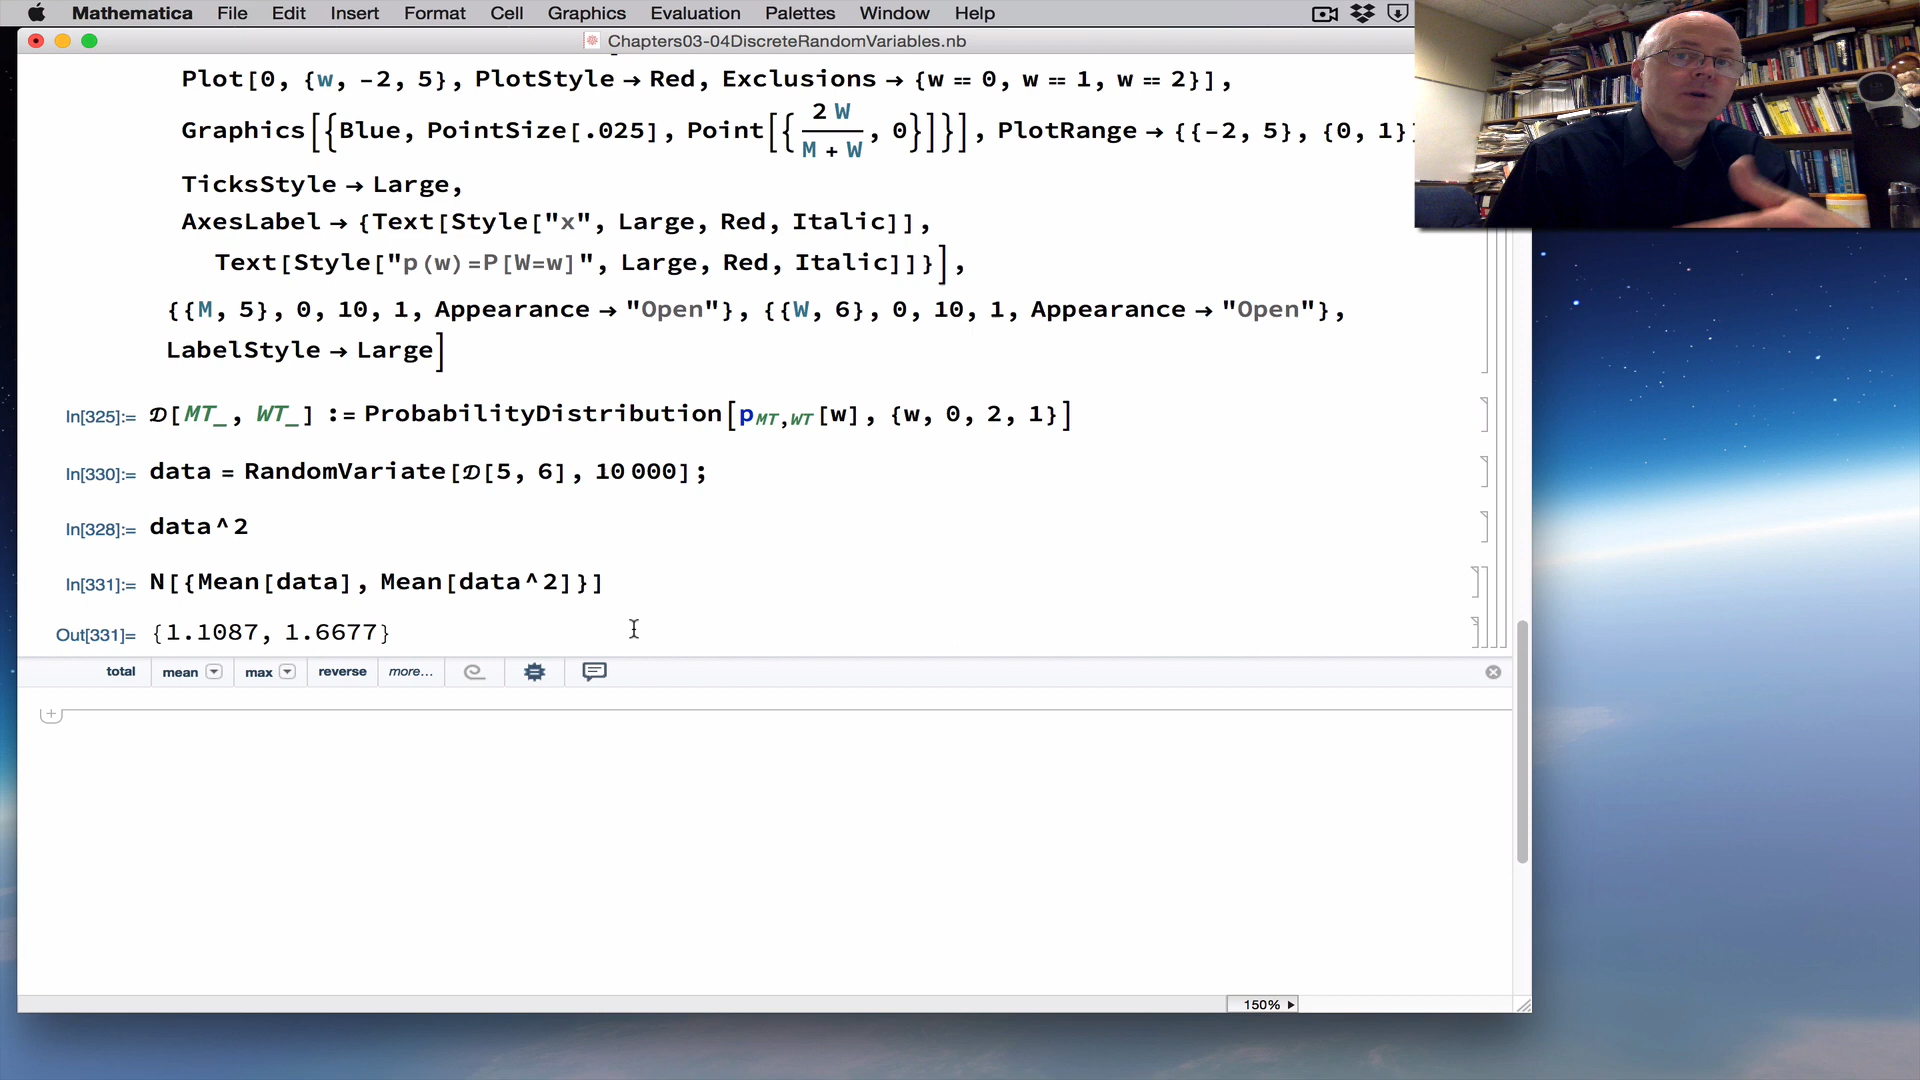 Mathematica File Edit Insert Format Cell Graphics Evaluation Palettes Window Help
Chapters03-04DiscreteRandomVariables.nb
Plot[0, {w, -2, 5}, PlotStyle → Red, Exclusions → {w == 0, w == 1, w == 2}],
Graphics[{Blue, PointSize[.025], Point[{2 W / M + W, 0}]}], PlotRange → {{-2, 5}, {0, 1}
TicksStyle → Large,
AxesLabel → {Text[Style["x", Large, Red, Italic]],
Text[Style["p(w)=P[W=w]", Large, Red, Italic]]}],
{{M, 5}, 0, 10, 1, Appearance → "Open"}, {{W, 6}, 0, 10, 1, Appearance → "Open"},
LabelStyle → Large]
In[325]:= 𝒟[MT_, WT_] := ProbabilityDistribution[pMT,WT[w], {w, 0, 2, 1}]
In[330]:= data = RandomVariate[𝒟[5, 6], 10 000];
In[328]:= data^2
In[331]:= N[{Mean[data], Mean[data^2]}]
Out[331]= {1.1087, 1.6677}
total mean max reverse more...
150%